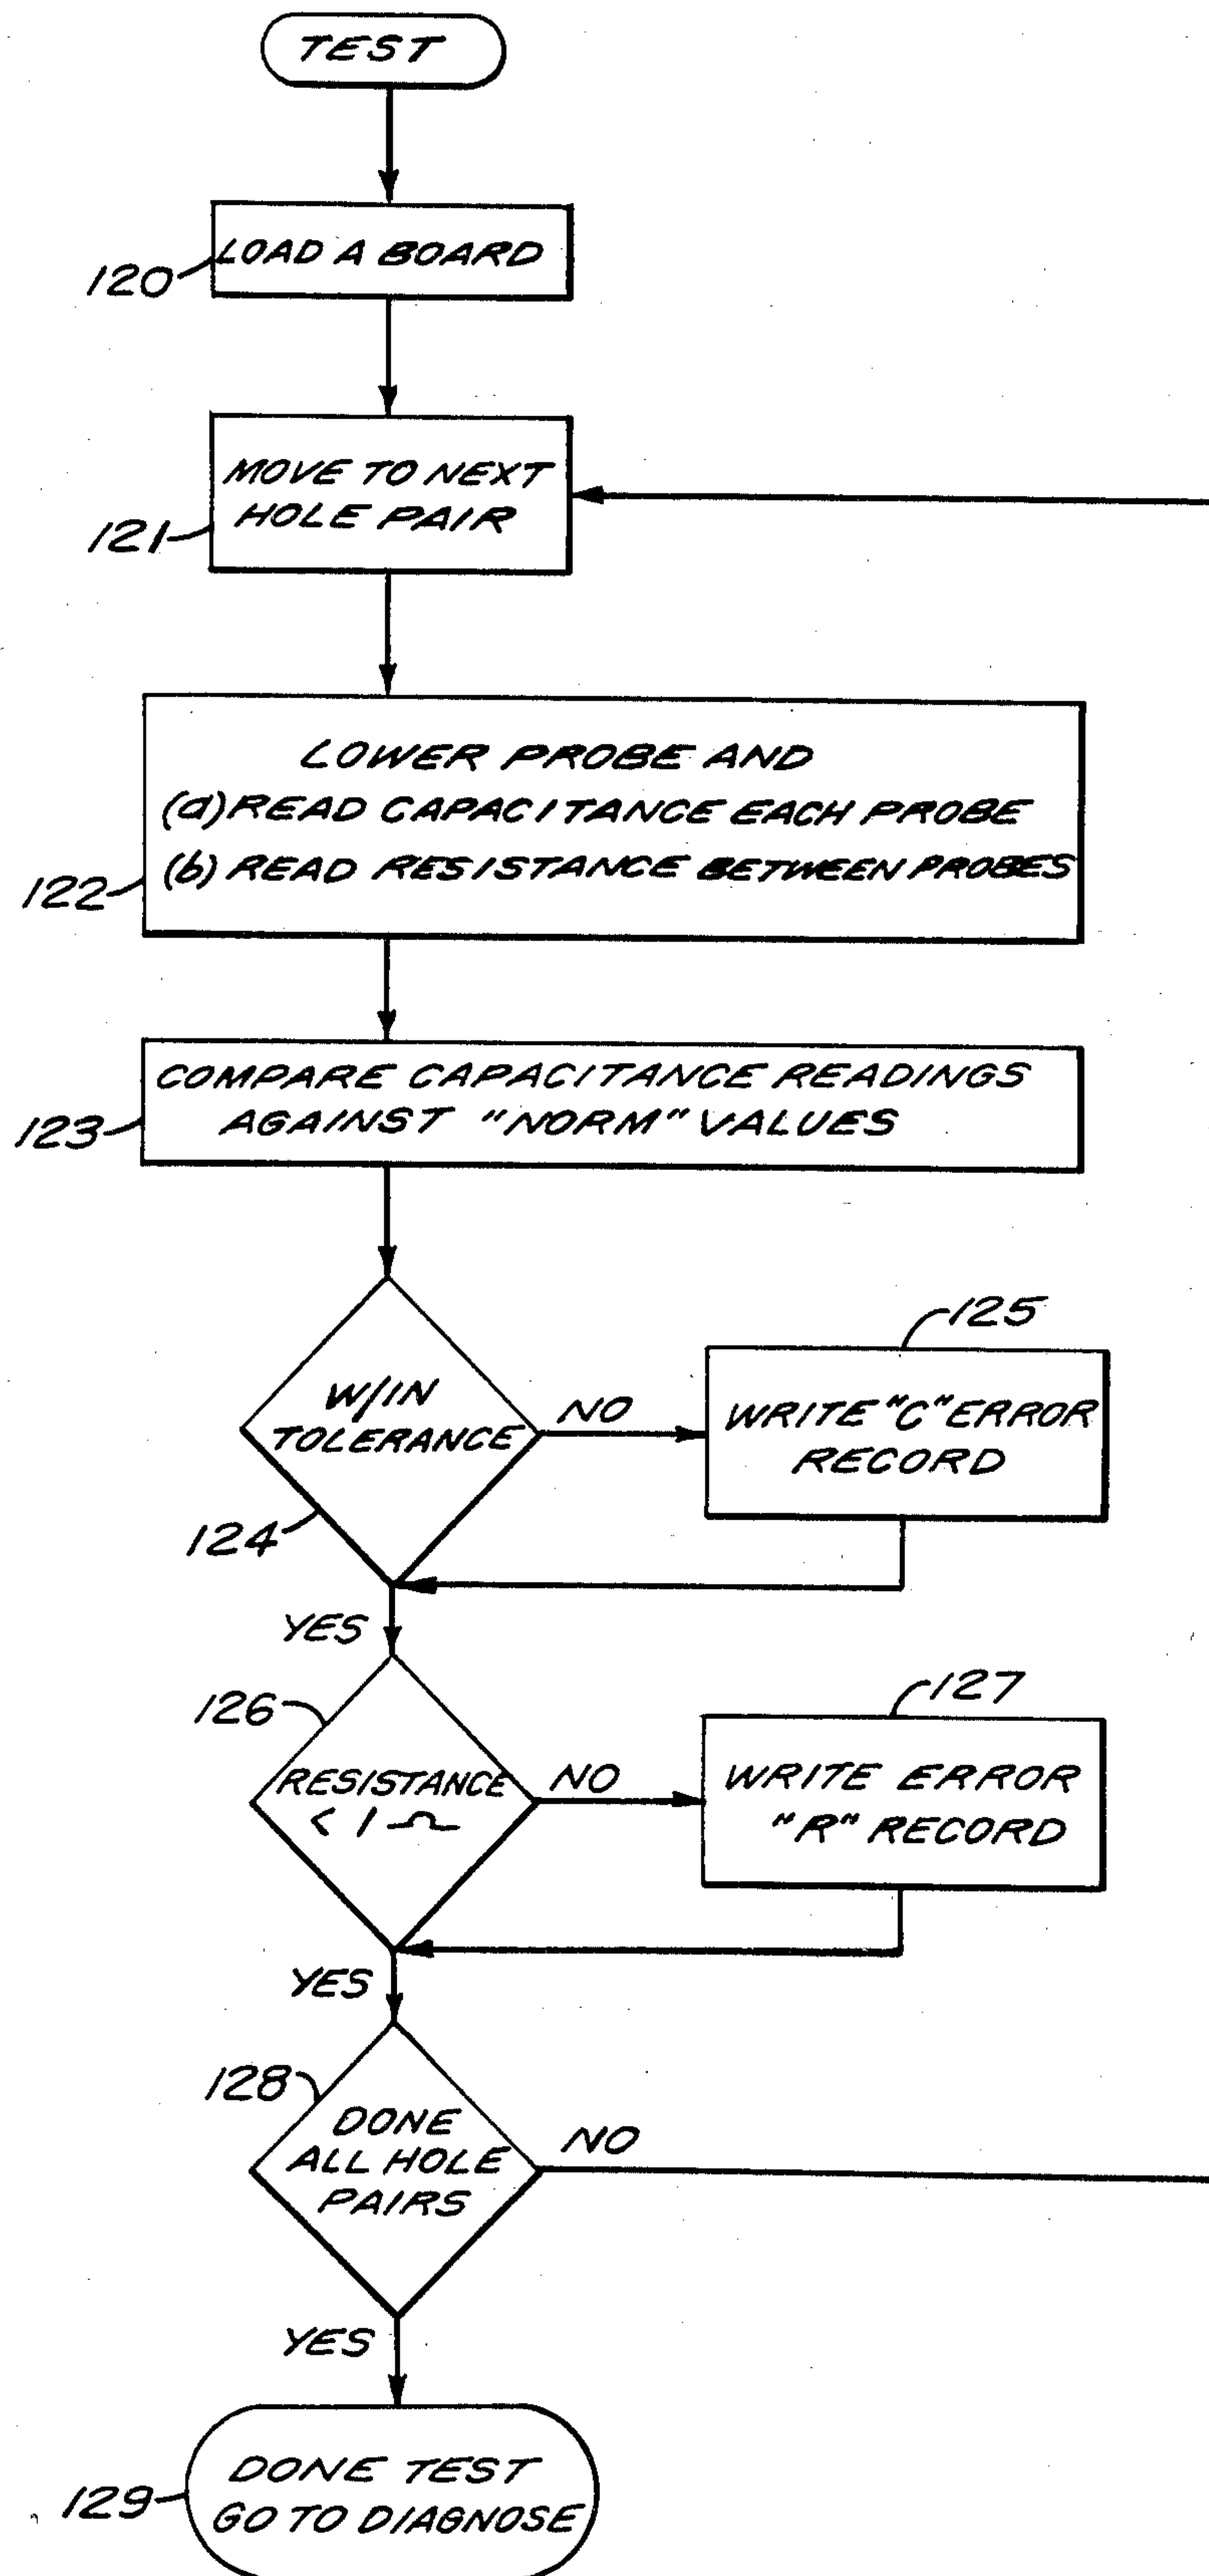 TEST
LOAD A BOARD
120
MOVE TO NEXT
HOLE PAIR
121
LOWER PROBE AND
(a) READ CAPACITANCE EACH PROBE
(b) READ RESISTANCE BETWEEN PROBES
122
COMPARE CAPACITANCE READINGS
AGAINST "NORM" VALUES
123
W/IN
TOLERANCE
124
NO
125
WRITE "C" ERROR
RECORD
YES
126
RESISTANCE
< 1 Ω
NO
127
WRITE ERROR
"R" RECORD
YES
128
DONE
ALL HOLE
PAIRS
NO
YES
DONE TEST
GO TO DIAGNOSE
129